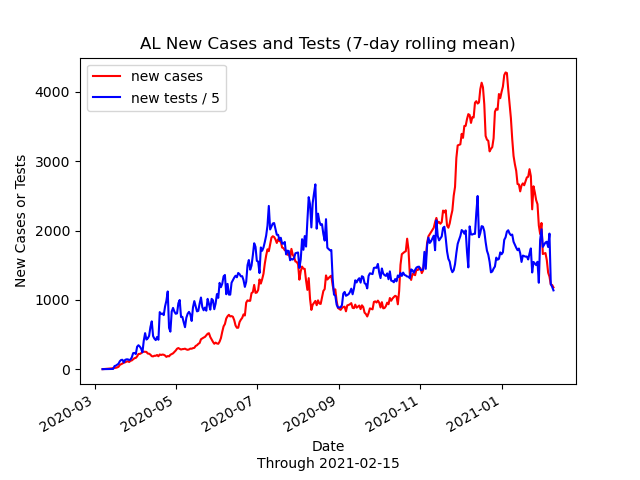 AL New Cases and Tests (7-day rolling mean)
new cases
new tests / 5
4000
3000
2000
1000
0
New Cases or Tests
2020-03
2020-05
2020-07
2020-09
2020-11
2021-01
Date
Through 2021-02-15